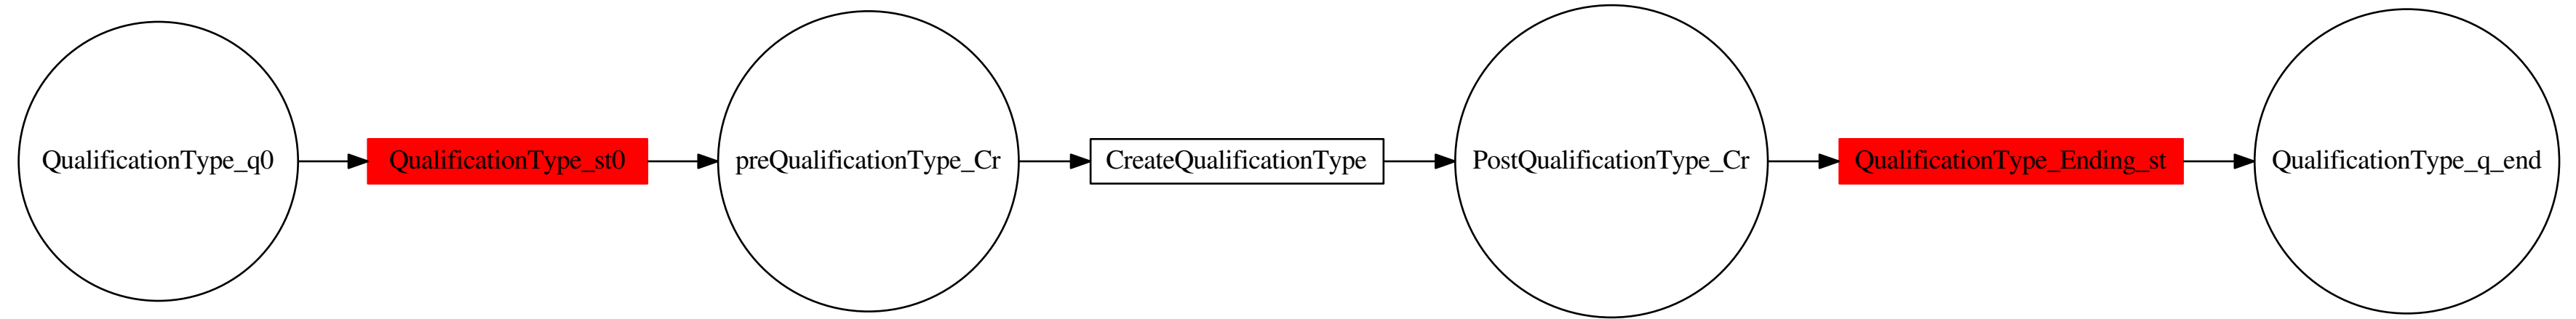 QualificationType_q0
QualificationType_st0
preQualificationType_Cr
CreateQualificationType
PostQualificationType_Cr
QualificationType_Ending_st
QualificationType_q_end